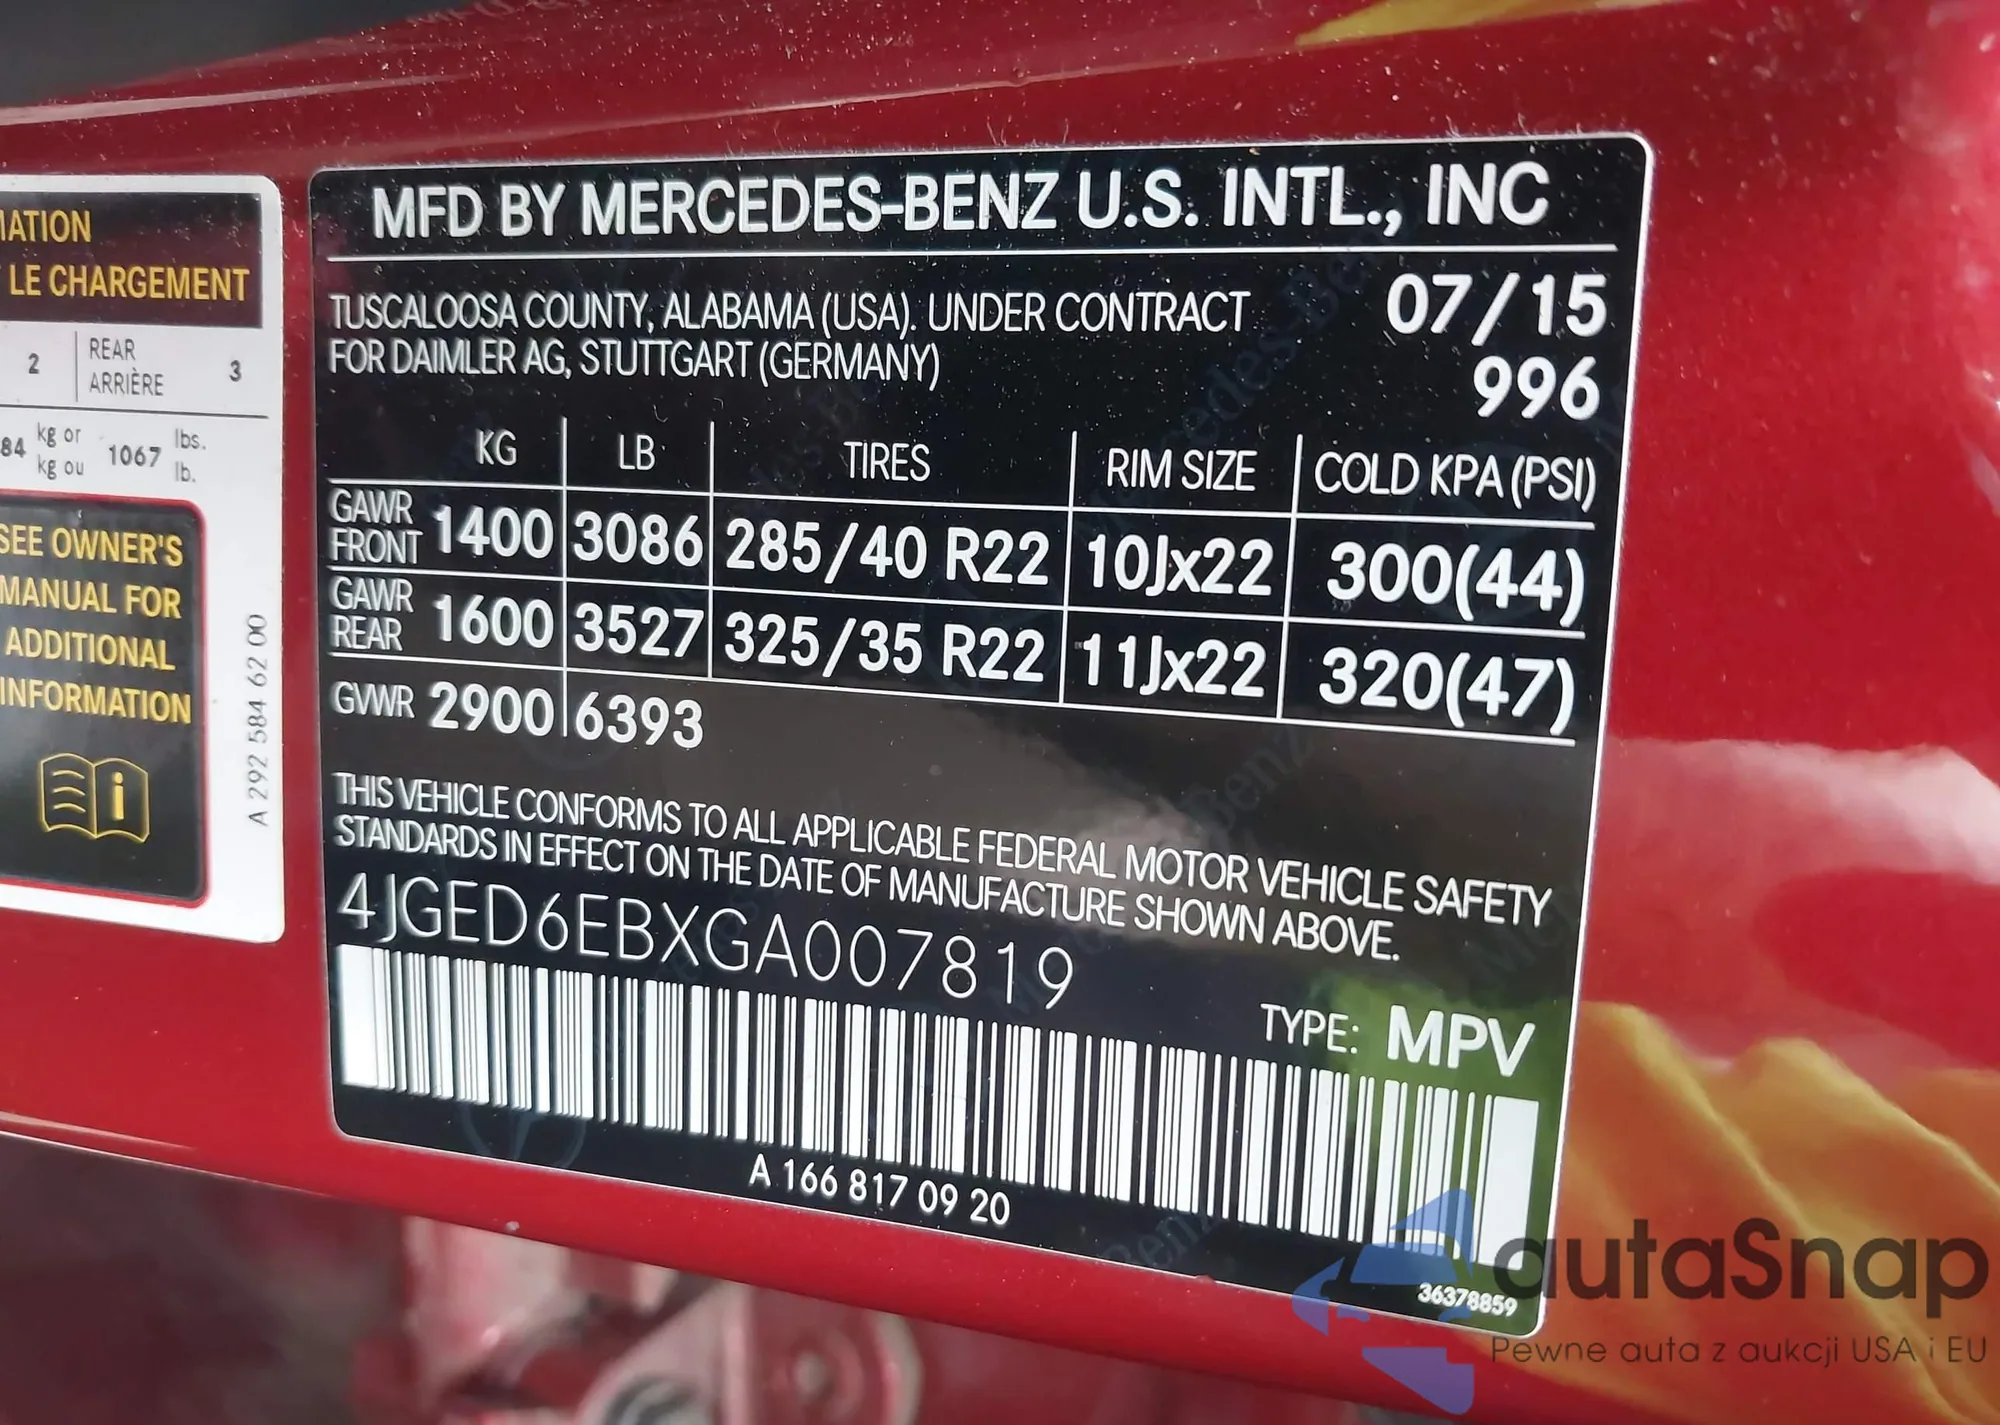 MATION
LE CHARGEMENT
2 REAR 3
ARRIÈRE
84 kg or 1067 lbs.
kg ou lb.
SEE OWNER'S
MANUAL FOR
ADDITIONAL
INFORMATION
A 292 584 62 00
MFD BY MERCEDES-BENZ U.S. INTL., INC
TUSCALOOSA COUNTY, ALABAMA (USA). UNDER CONTRACT
FOR DAIMLER AG, STUTTGART (GERMANY)
07/15
996
KG LB TIRES RIM SIZE COLD KPA (PSI)
GAWR FRONT 1400 3086 285/40 R22 10Jx22 300(44)
GAWR REAR 1600 3527 325/35 R22 11Jx22 320(47)
GVWR 2900 6393
THIS VEHICLE CONFORMS TO ALL APPLICABLE FEDERAL MOTOR VEHICLE SAFETY
STANDARDS IN EFFECT ON THE DATE OF MANUFACTURE SHOWN ABOVE.
4JGED6EBXGA007819
TYPE: MPV
A 166 817 09 20
36378859
autaSnap
Pewne auta z aukcji USA i EU